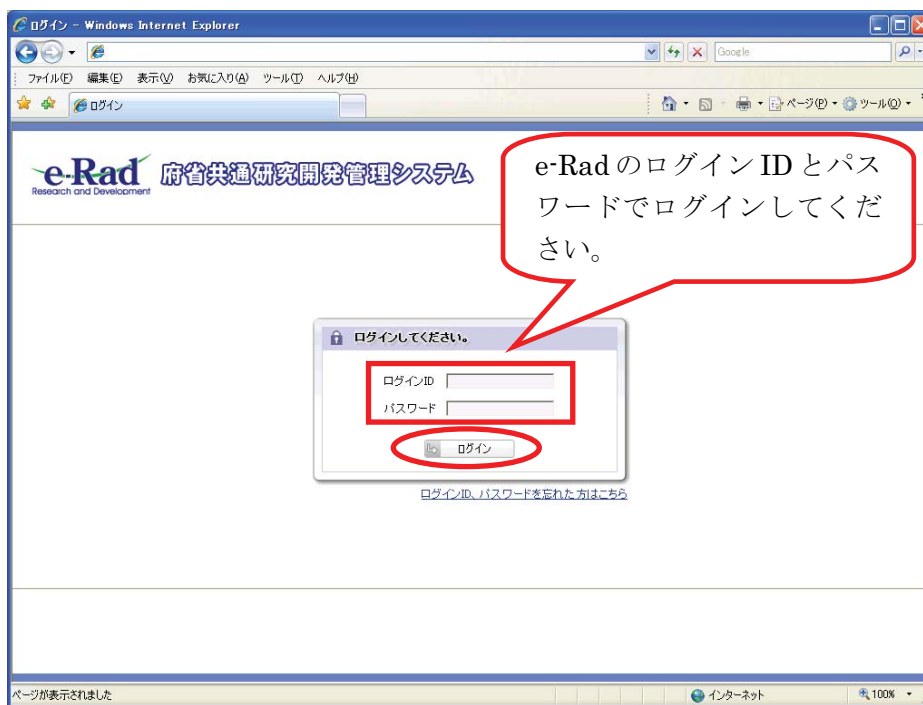 ログイン - Windows Internet Explorer
Google
ファイル(F) 編集(E) 表示(V) お気に入り(A) ツール(T) ヘルプ(H)
ログイン
ページ(P) ツール(O)
e-Rad
Research and Development
府省共通研究開発管理システム
e-Rad のログイン ID とパス
ワードでログインしてくだ
さい。
ログインしてください。
ログインID
パスワード
ログイン
ログインID、パスワードを忘れた方はこちら
ページが表示されました
インターネット
100%